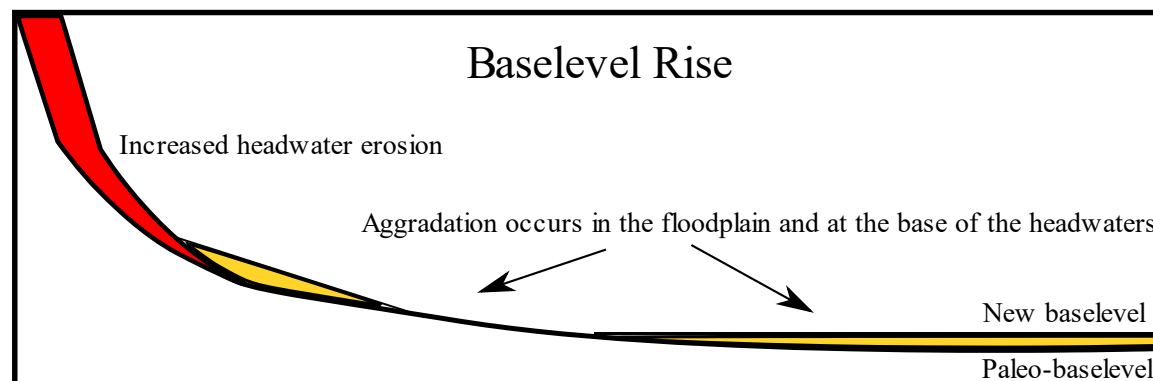 Baselevel Rise
Increased headwater erosion
Aggradation occurs in the floodplain and at the base of the headwaters
New baselevel
Paleo-baselevel